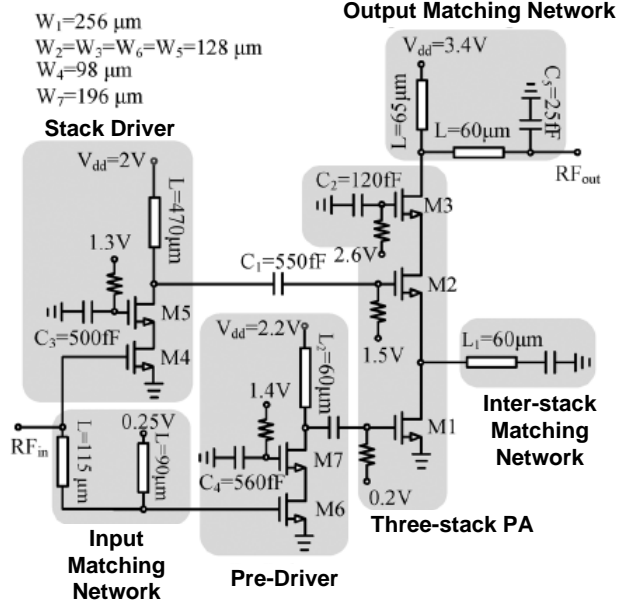 Output Matching Network
W₁=256 μm
W₂=W₃=W₆=W₅=128 μm
W₄=98 μm
W₇=196 μm
Vdd=3.4V
L=65μm
L=60μm
C₅=25fF
RFout
Stack Driver
Vdd=2V
L=470μm
1.3V
C₃=500fF
M5
M4
C₁=550fF
C₂=120fF
M3
2.6V
M2
1.5V
L₁=60μm
Inter-stack
Matching
Network
Vdd=2.2V
L₂=60μm
1.4V
C₄=560fF
M7
M6
M1
0.2V
Three-stack PA
RFin
0.25V
L=115 μm
L=90μm
Input
Matching
Network
Pre-Driver